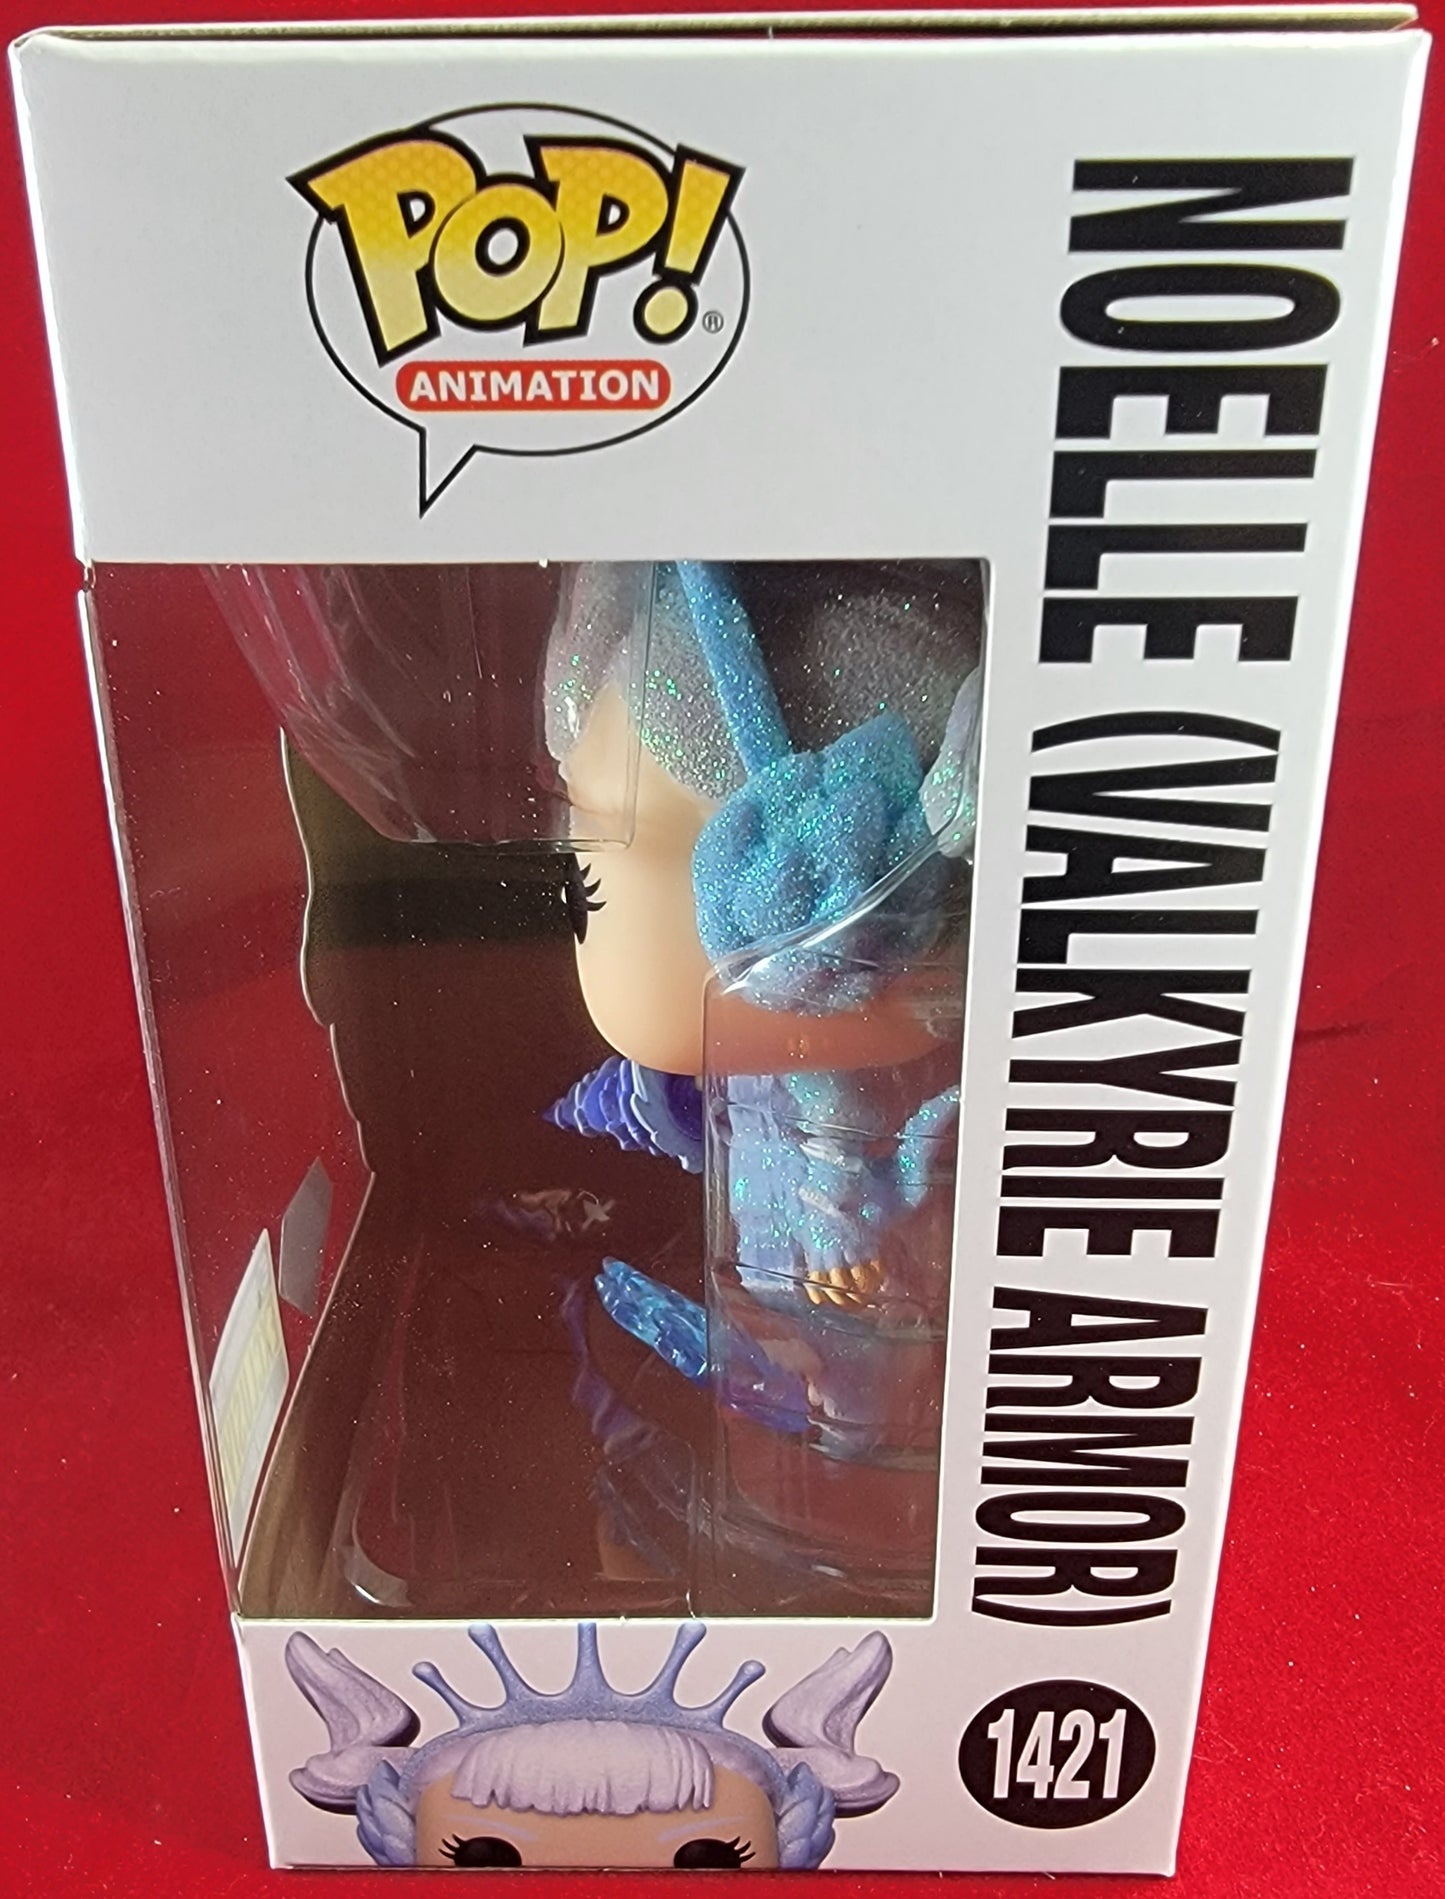 POP!®
ANIMATION
NOELLE (VALKYRIE ARMOR)
1421